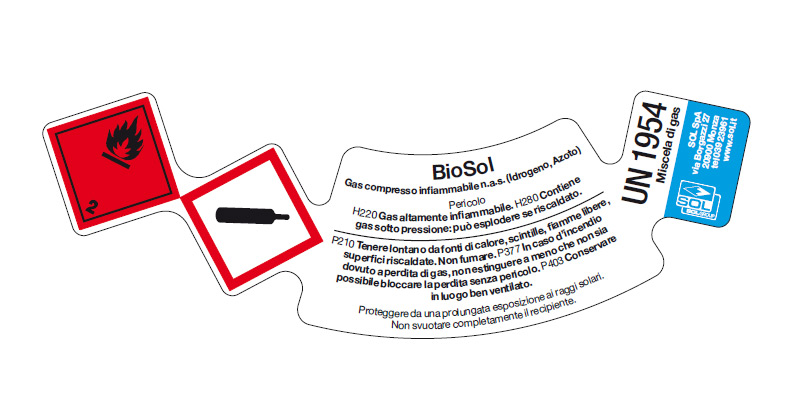 2
BioSol
Gas compresso infiammabile n.a.s. (Idrogeno, Azoto)
Pericolo
H220 Gas altamente infiammabile. H280 Contiene
gas sotto pressione: può esplodere se riscaldato.
P210 Tenere lontano da fonti di calore, scintille, fiamme libere,
superfici riscaldate. Non fumare. P377 In caso d'incendio
dovuto a perdita di gas, non estinguere a meno che non sia
possibile bloccare la perdita senza pericolo. P403 Conservare
in luogo ben ventilato.
Proteggere da una prolungata esposizione ai raggi solari.
Non svuotare completamente il recipiente.
UN 1954
Miscela di gas
SOL SpA
via Borgazzi 27
20900 Monza
tel 039 23961
www.sol.it
SOL